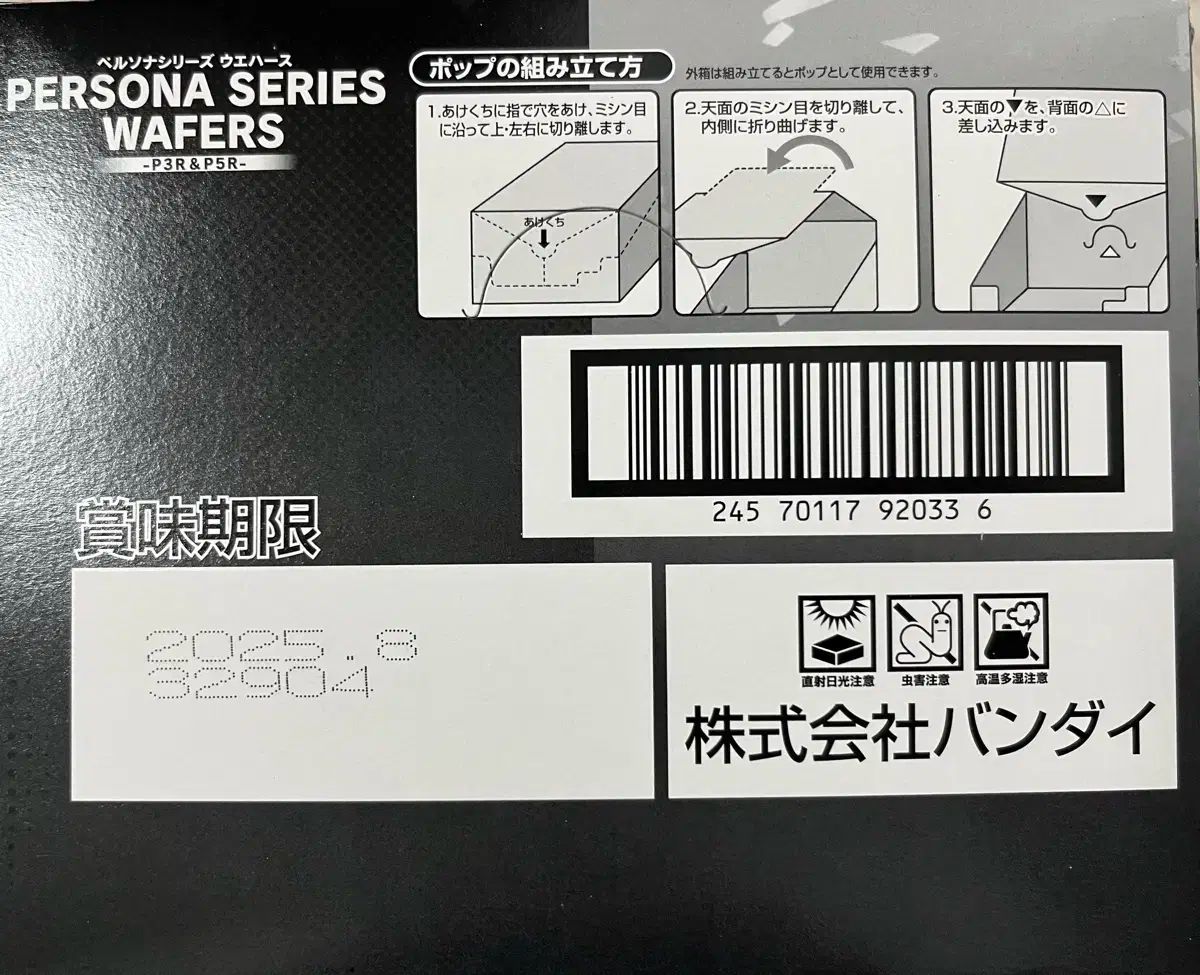 ペルソナシリーズ ウエハース
PERSONA SERIES
WAFERS
-P3R&P5R-
ポップの組み立て方
外箱は組み立てるとポップとして使用できます。
1.あけくちに指で穴をあけ、ミシン目
に沿って上・左右に切り離します。
あけくち
2.天面のミシン目を切り離して、
内側に折り曲げます。
3.天面の▼を、背面の△に
差し込みます。
245 70117 92033 6
賞味期限
2025.8
32904
直射日光注意
虫害注意
高温多湿注意
株式会社バンダイ